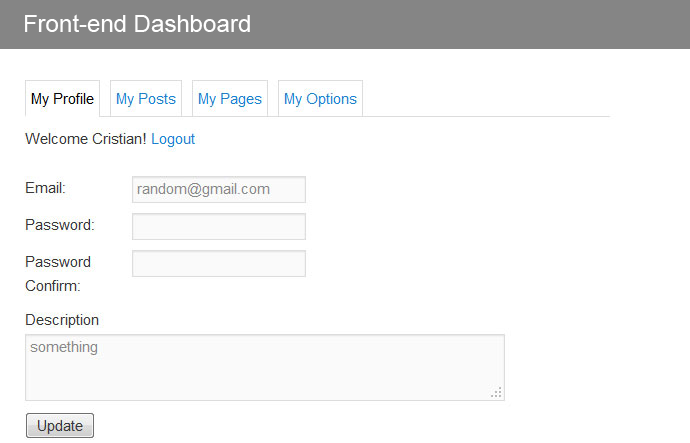 Front-end Dashboard
My Profile My Posts My Pages My Options
Welcome Cristian! Logout
Email: random@gmail.com
Password:
Password
Confirm:
Description
something
Update